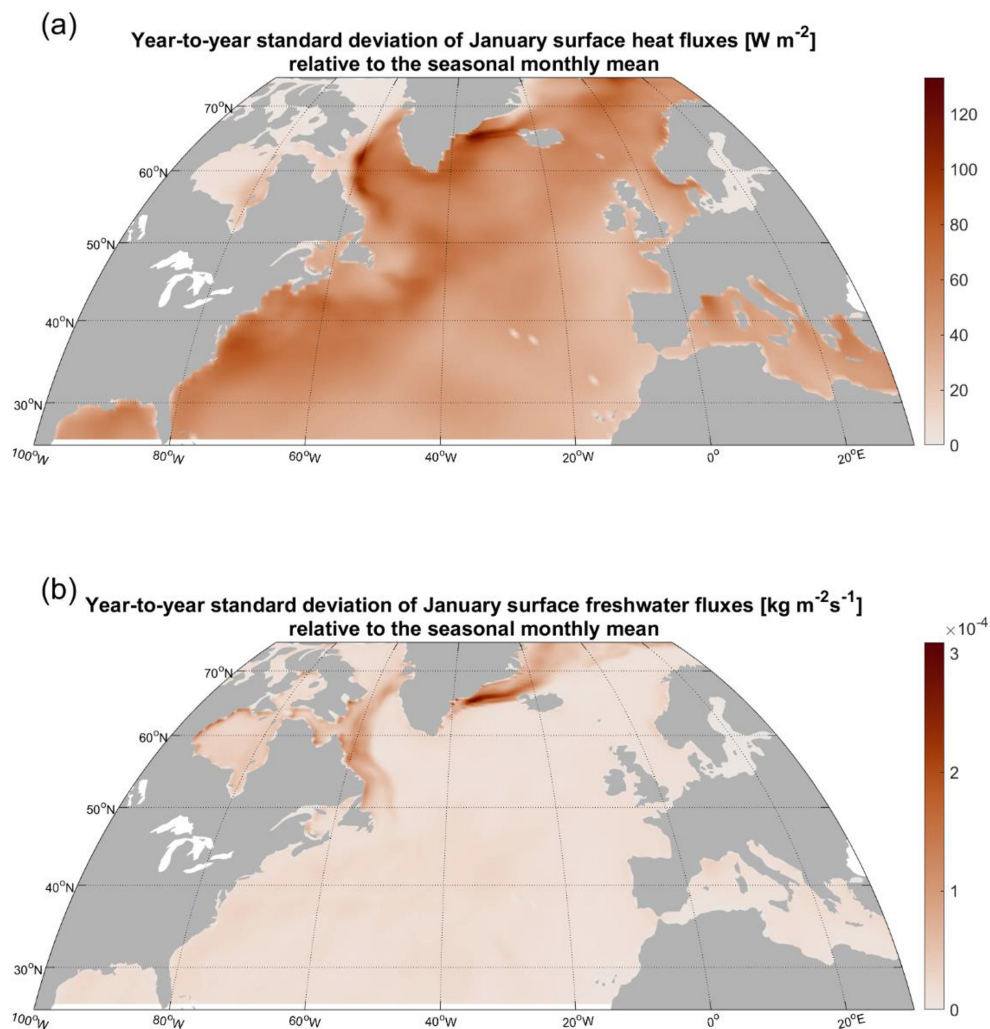 (a)
Year-to-year standard deviation of January surface heat fluxes [W m⁻²]
relative to the seasonal monthly mean
70°N
60°N
50°N
40°N
30°N
100°W
80°W
60°W
40°W
20°W
0°
20°E
120
100
80
60
40
20
0
(b)
Year-to-year standard deviation of January surface freshwater fluxes [kg m⁻²s⁻¹]
relative to the seasonal monthly mean
×10⁻⁴
70°N
60°N
50°N
40°N
30°N
100°W
80°W
60°W
40°W
20°W
0°
20°E
3
2
1
0